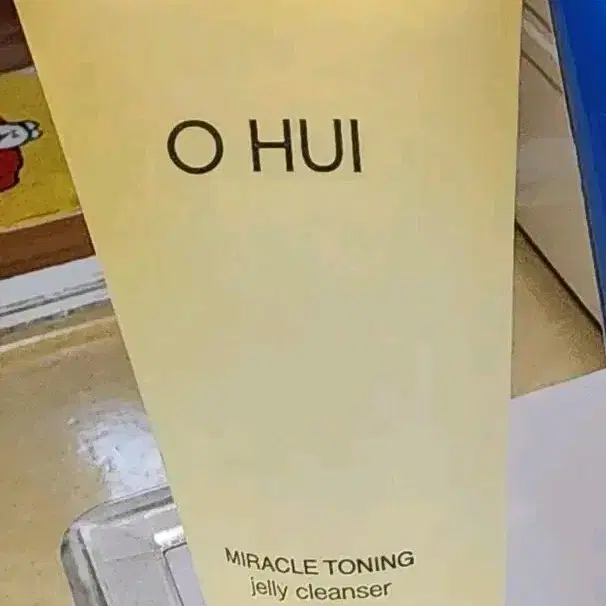 O HUI
MIRACLE TONING
jelly cleanser